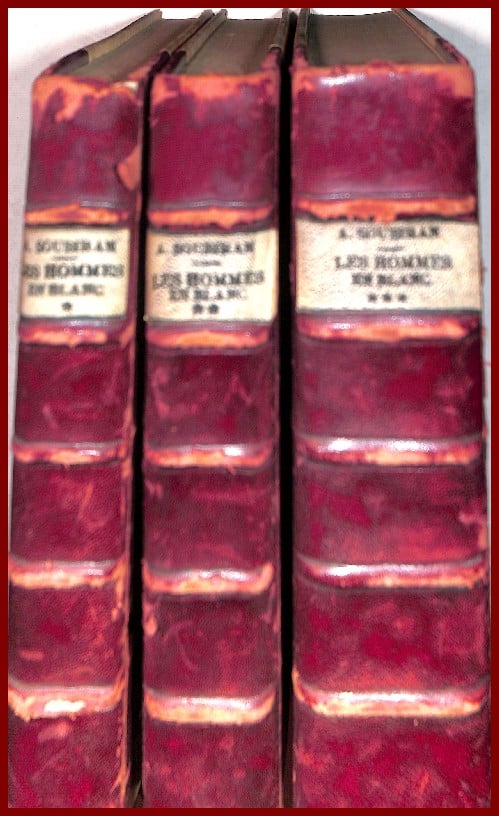 A. SOUBIRAN
LES HOMMES
EN BLANC
★
A. SOUBIRAN
LES HOMMES
EN BLANC
★★
A. SOUBIRAN
LES HOMMES
EN BLANC
★★★